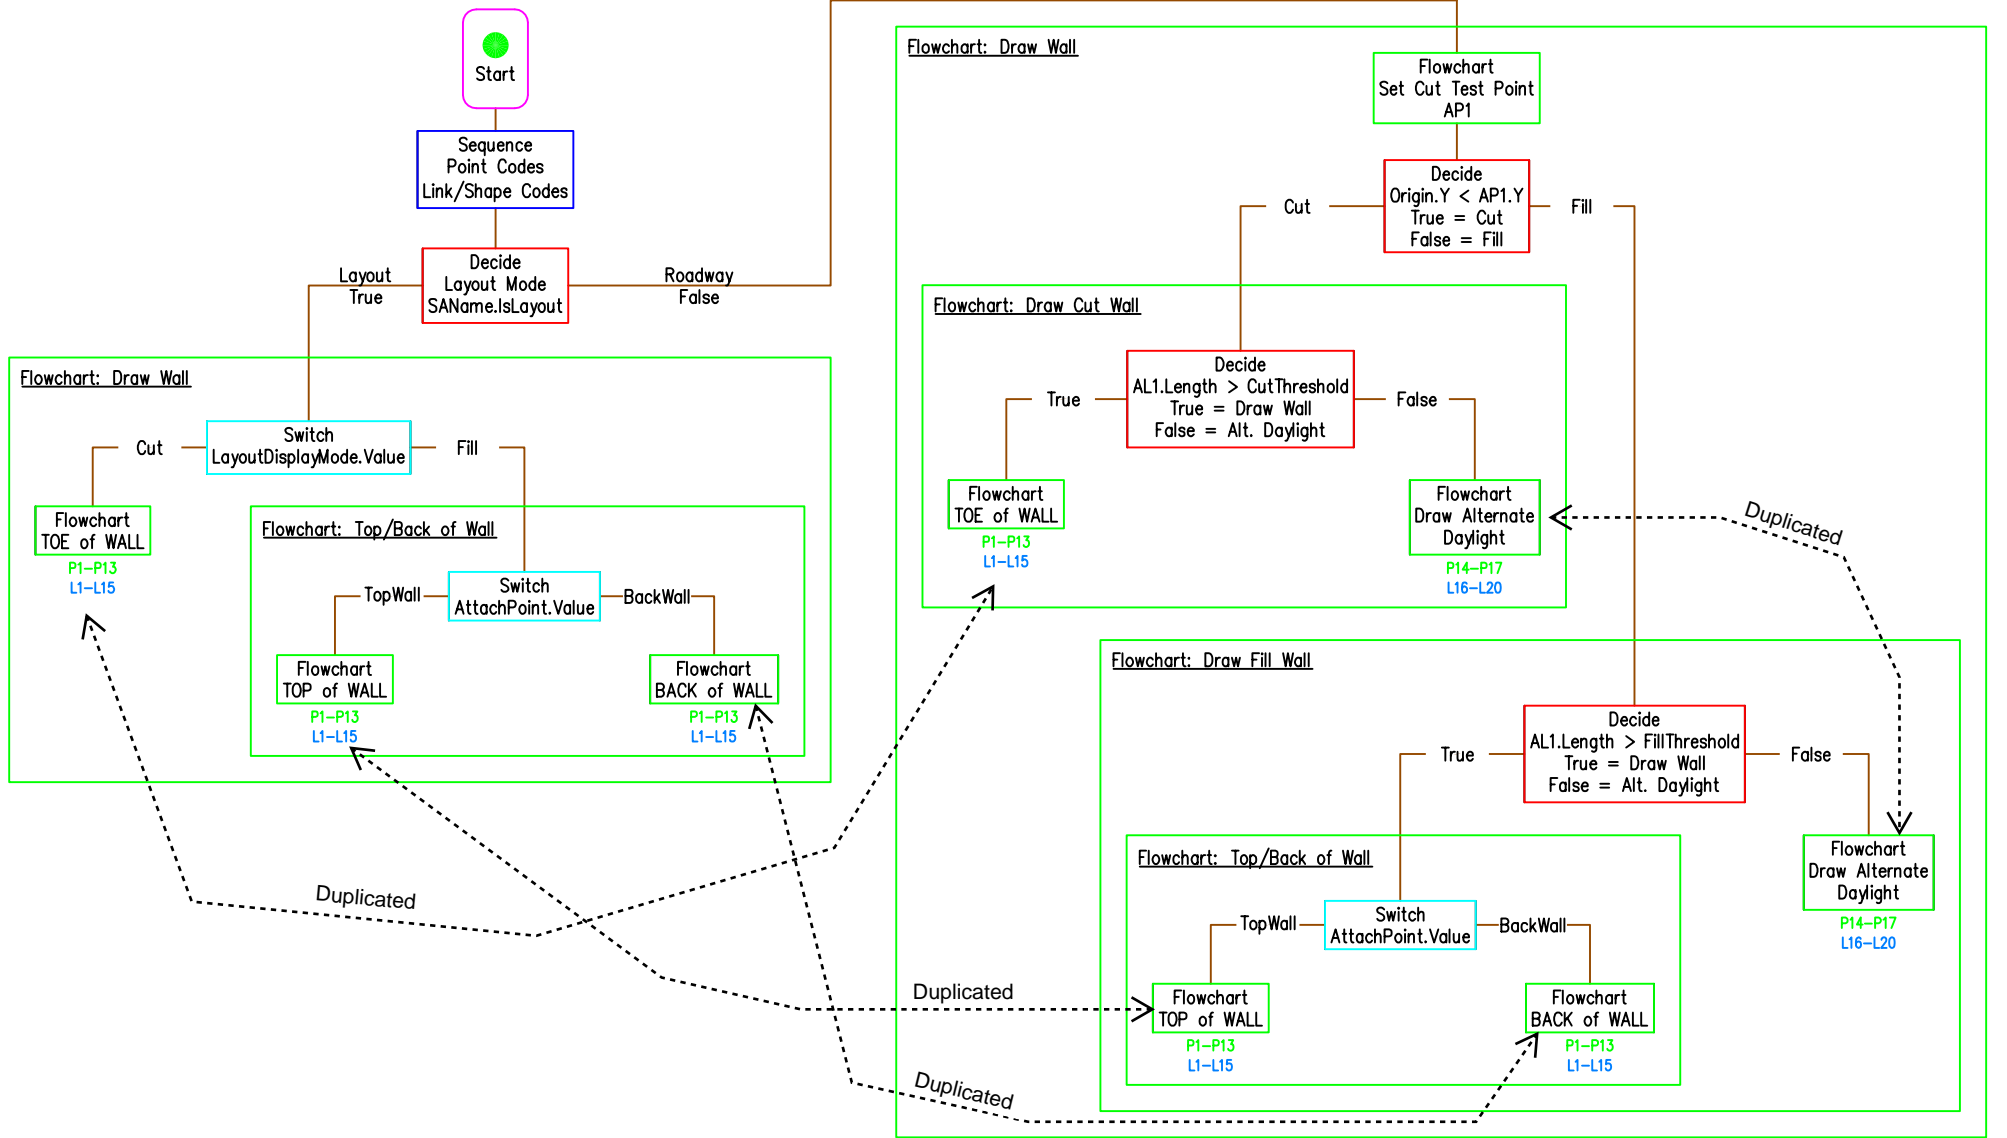 Start
Sequence
Point Codes
Link/Shape Codes
Decide
Layout Mode
SAName.IsLayout
Layout
True
Roadway
False
Flowchart: Draw Wall
Switch
LayoutDisplayMode.Value
Cut
Fill
Flowchart
TOE of WALL
P1-P13
L1-L15
Flowchart: Top/Back of Wall
Switch
AttachPoint.Value
TopWall
BackWall
Flowchart
TOP of WALL
P1-P13
L1-L15
Flowchart
BACK of WALL
P1-P13
L1-L15
Flowchart: Draw Wall
Flowchart
Set Cut Test Point
AP1
Decide
Origin.Y < AP1.Y
True = Cut
False = Fill
Cut
Fill
Flowchart: Draw Cut Wall
Decide
AL1.Length > CutThreshold
True = Draw Wall
False = Alt. Daylight
True
False
Flowchart
TOE of WALL
P1-P13
L1-L15
Flowchart
Draw Alternate
Daylight
P14-P17
L16-L20
Flowchart: Draw Fill Wall
Decide
AL1.Length > FillThreshold
True = Draw Wall
False = Alt. Daylight
True
False
Flowchart: Top/Back of Wall
Switch
AttachPoint.Value
TopWall
BackWall
Flowchart
TOP of WALL
P1-P13
L1-L15
Flowchart
BACK of WALL
P1-P13
L1-L15
Flowchart
Draw Alternate
Daylight
P14-P17
L16-L20
Duplicated
Duplicated
Duplicated
Duplicated